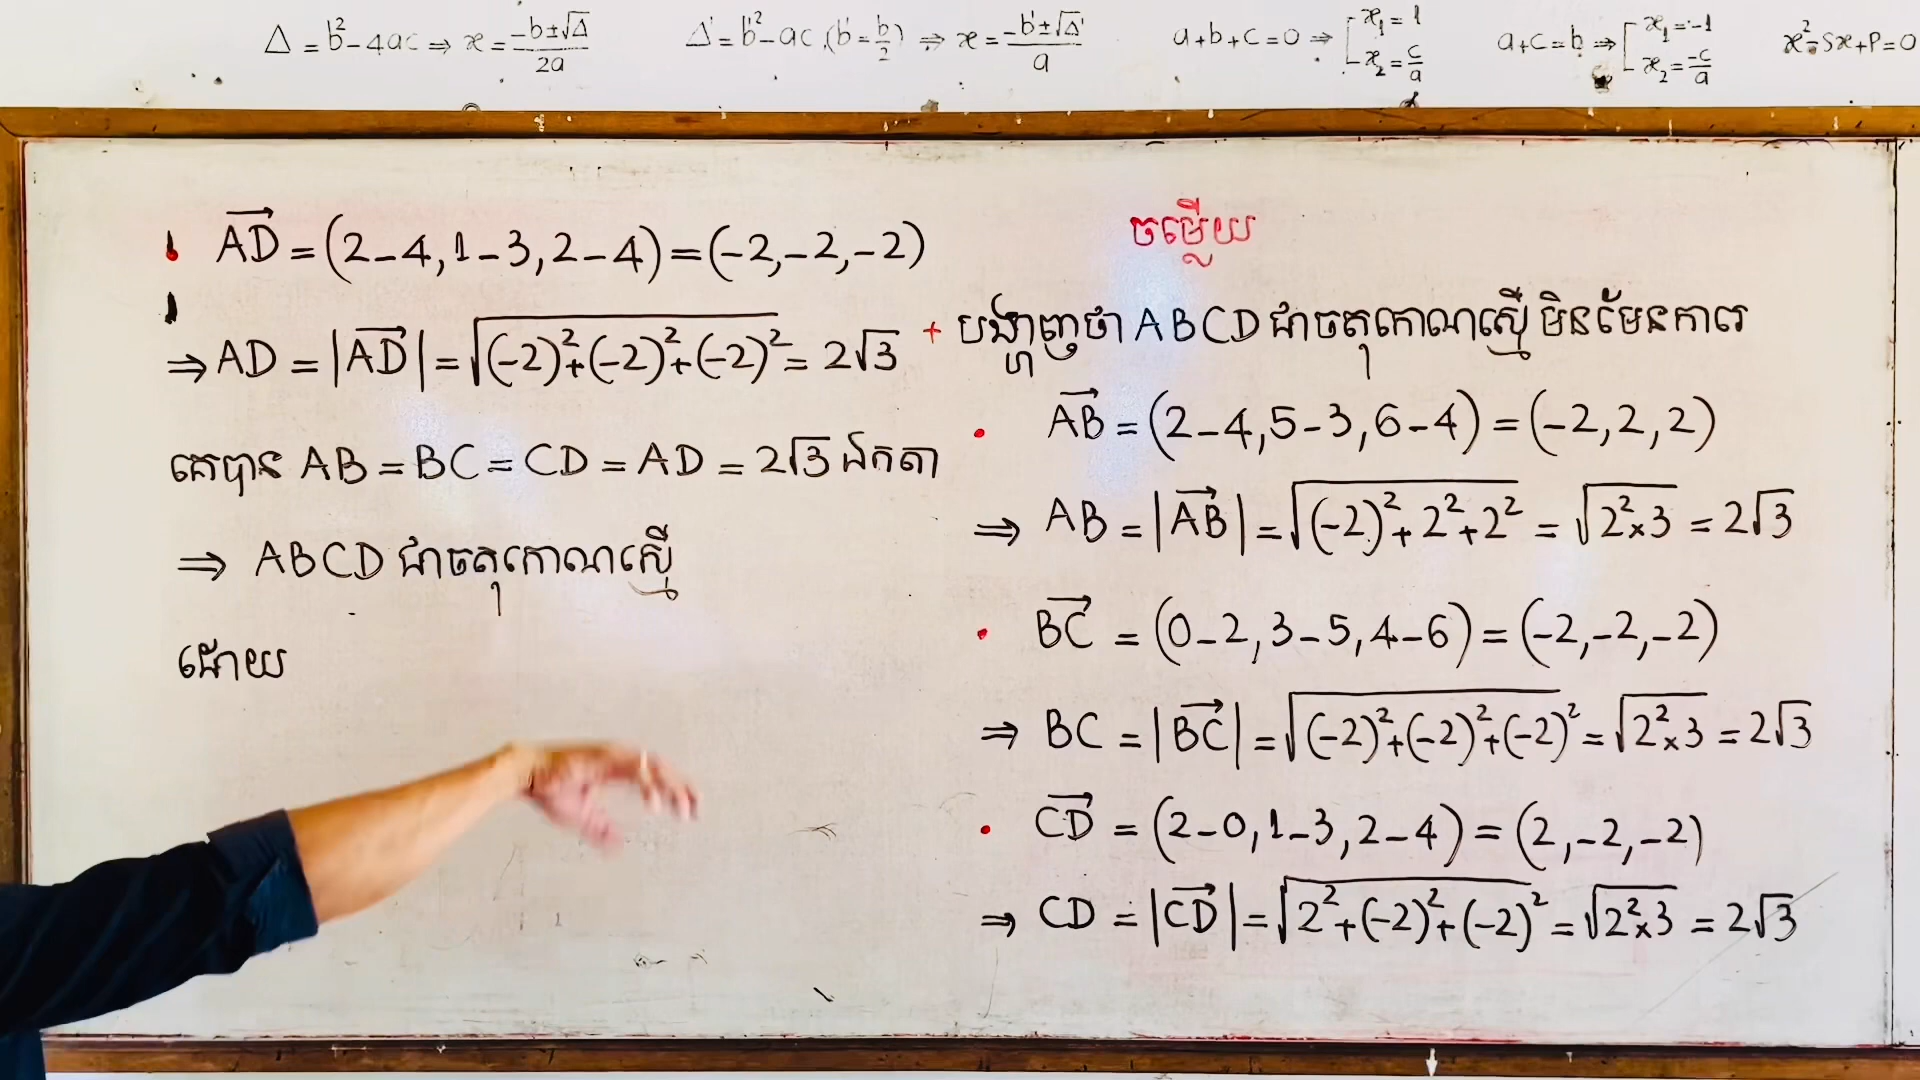 Δ = b² - 4ac ⇒ x = (-b ± √Δ) / 2a
Δ' = b'² - ac, (b' = b/2) ⇒ x = (-b' ± √Δ') / a
a + b + c = 0 ⇒ [ x₁ = 1
x₂ = c/a
a + c = b ⇒ [ x₁ = -1
x₂ = -c/a
x² - Sx + P = 0
ចម្លើយ
+ បង្ហាញថា ABCD ជាចតុកោណស្មើ មិនមែនការេ
• →AB = (2-4, 5-3, 6-4) = (-2, 2, 2)
⇒ AB = |→AB| = √((-2)² + 2² + 2²) = √(2²×3) = 2√3
• →BC = (0-2, 3-5, 4-6) = (-2, -2, -2)
⇒ BC = |→BC| = √((-2)² + (-2)² + (-2)²) = √(2²×3) = 2√3
• →CD = (2-0, 1-3, 2-4) = (2, -2, -2)
⇒ CD = |→CD| = √(2² + (-2)² + (-2)²) = √(2²×3) = 2√3
• →AD = (2-4, 1-3, 2-4) = (-2, -2, -2)
⇒ AD = |→AD| = √((-2)² + (-2)² + (-2)²) = 2√3
គេបាន AB = BC = CD = AD = 2√3 ឯកតា
⇒ ABCD ជាចតុកោណស្មើ
ដោយ